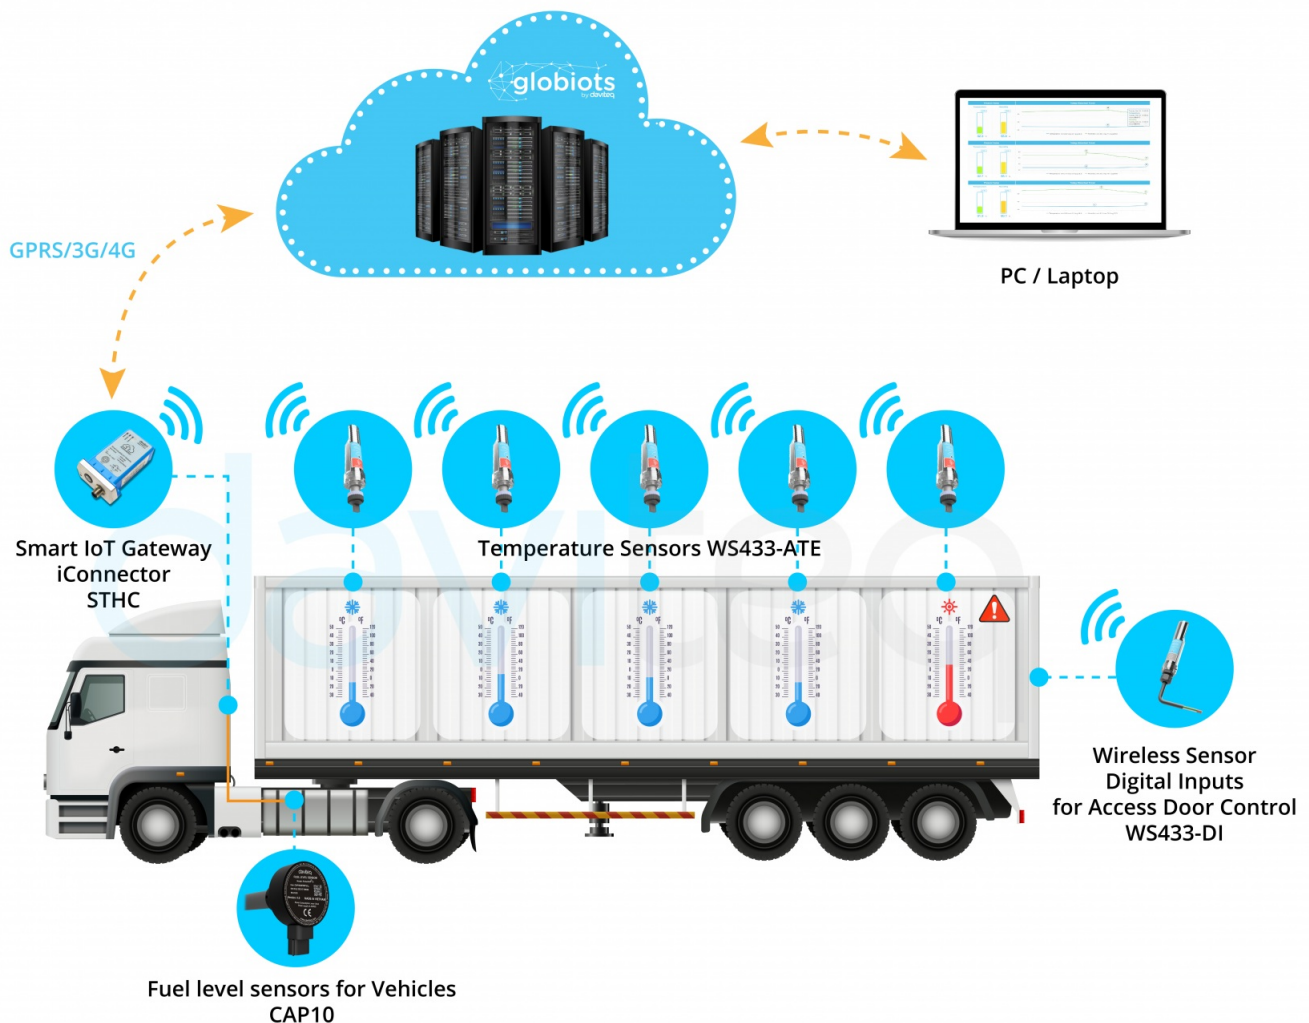 globiots
by daviteq
GPRS/3G/4G
PC / Laptop
Smart IoT Gateway
iConnector
STHC
Temperature Sensors WS433-ATE
daviteq
°C °F
°C °F
°C °F
°C °F
°C °F
Wireless Sensor
Digital Inputs
for Access Door Control
WS433-DI
Fuel level sensors for Vehicles
CAP10